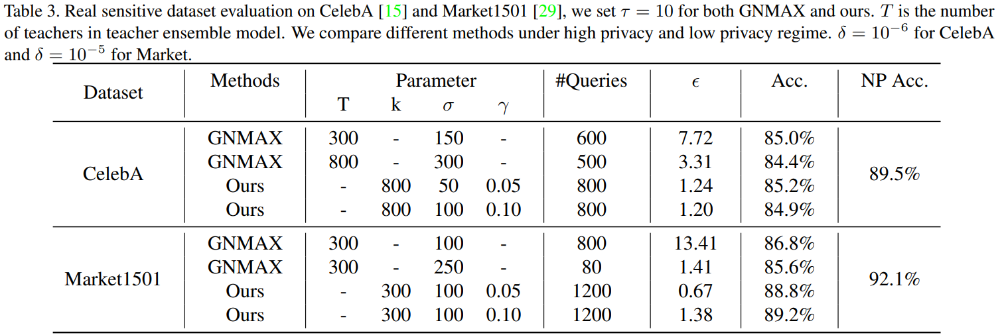 Table 3. Real sensitive dataset evaluation on CelebA [15] and Market1501 [29], we set τ = 10 for both GNMAX and ours. T is the number
of teachers in teacher ensemble model. We compare different methods under high privacy and low privacy regime. δ = 10⁻⁶ for CelebA
and δ = 10⁻⁵ for Market.
Dataset Methods Parameter #Queries ϵ Acc. NP Acc.
T k σ γ
CelebA
GNMAX 300 - 150 - 600 7.72 85.0%
GNMAX 800 - 300 - 500 3.31 84.4%
Ours - 800 50 0.05 800 1.24 85.2%
Ours - 800 100 0.10 800 1.20 84.9%
89.5%
Market1501
GNMAX 300 - 100 - 800 13.41 86.8%
GNMAX 300 - 250 - 80 1.41 85.6%
Ours - 300 100 0.05 1200 0.67 88.8%
Ours - 300 100 0.10 1200 1.38 89.2%
92.1%